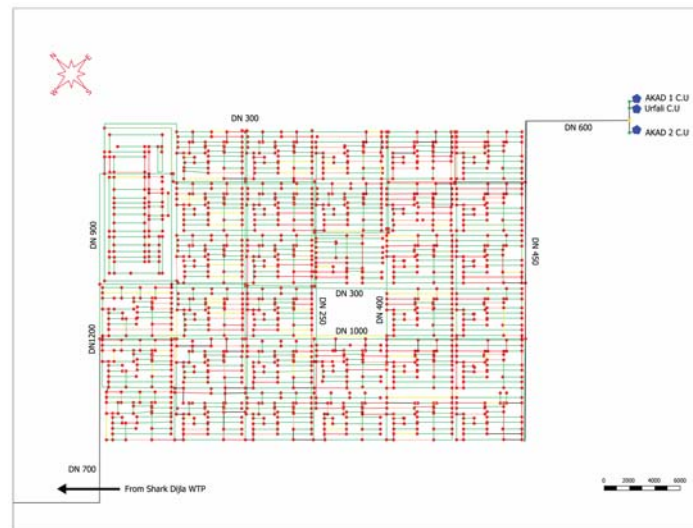 N
E
W
S
AKAD 1 C.U
Urfali C.U
AKAD 2 C.U
DN 300
DN 600
DN 900
DN 450
DN 300
DN 250
DN 400
DN 1000
DN1200
DN 700
From Shark Dijla WTP
0 2000 4000 6000